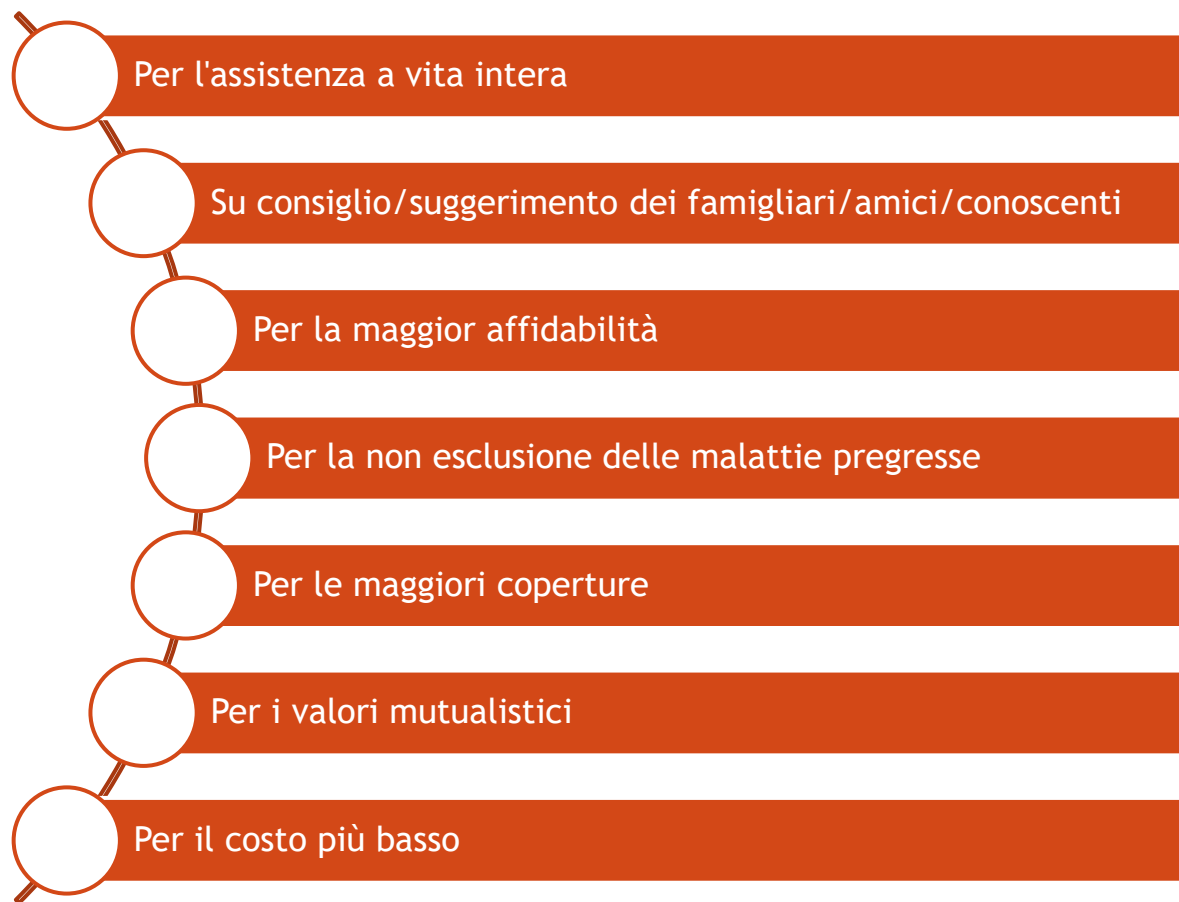 Per l'assistenza a vita intera
Su consiglio/suggerimento dei famigliari/amici/conoscenti
Per la maggior affidabilità
Per la non esclusione delle malattie pregresse
Per le maggiori coperture
Per i valori mutualistici
Per il costo più basso